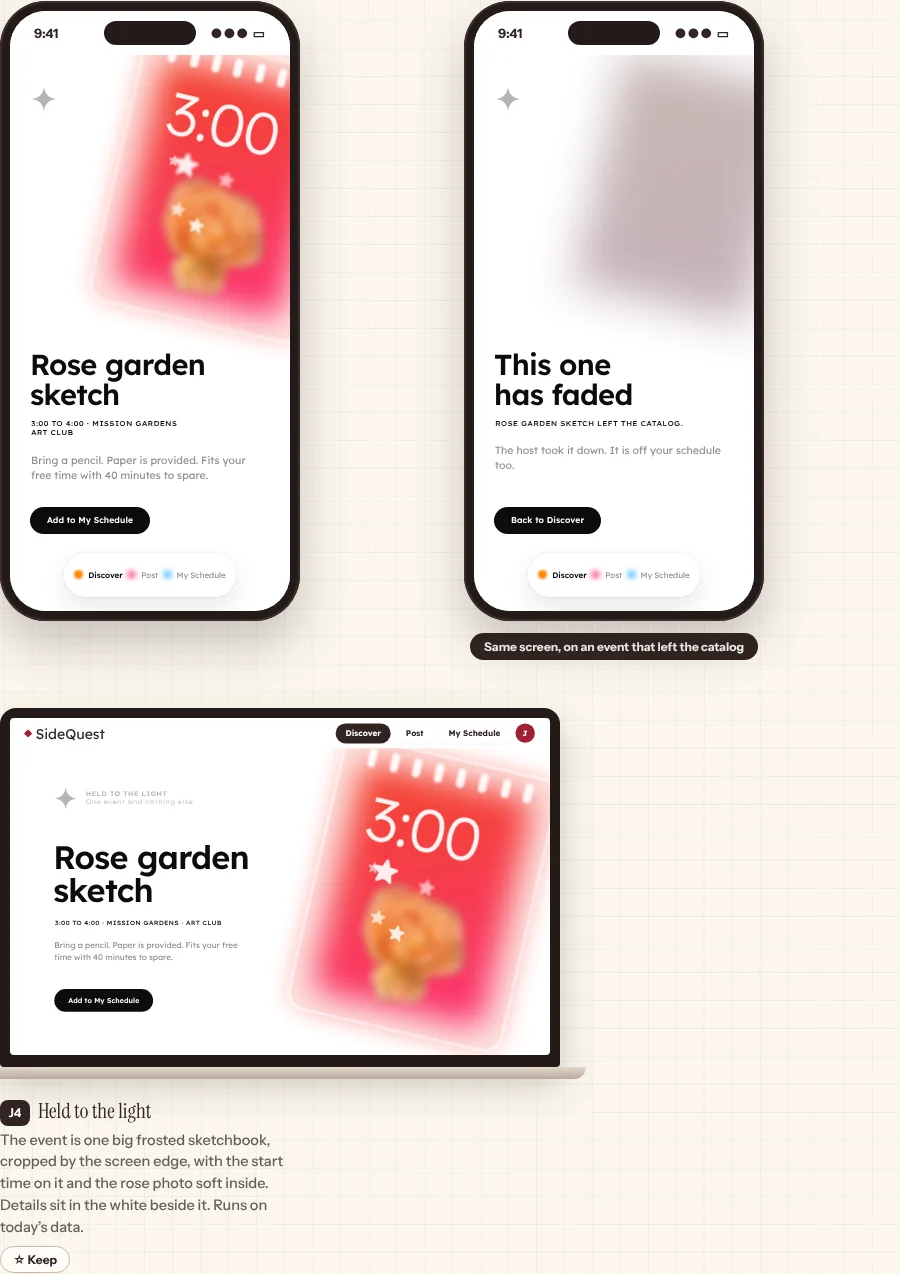 9:41
3:00
Rose garden
sketch
3:00 TO 4:00 · MISSION GARDENS
ART CLUB
Bring a pencil. Paper is provided. Fits your
free time with 40 minutes to spare.
Add to My Schedule
Discover
Post
My Schedule
9:41
This one
has faded
ROSE GARDEN SKETCH LEFT THE CATALOG.
The host took it down. It is off your schedule
too.
Back to Discover
Discover
Post
My Schedule
Same screen, on an event that left the catalog
SideQuest
Discover
Post
My Schedule
J
HELD TO THE LIGHT
One event and nothing else
3:00
Rose garden
sketch
3:00 TO 4:00 · MISSION GARDENS · ART CLUB
Bring a pencil. Paper is provided. Fits your free
time with 40 minutes to spare.
Add to My Schedule
J4 Held to the light
The event is one big frosted sketchbook,
cropped by the screen edge, with the start
time on it and the rose photo soft inside.
Details sit in the white beside it. Runs on
today’s data.
☆ Keep